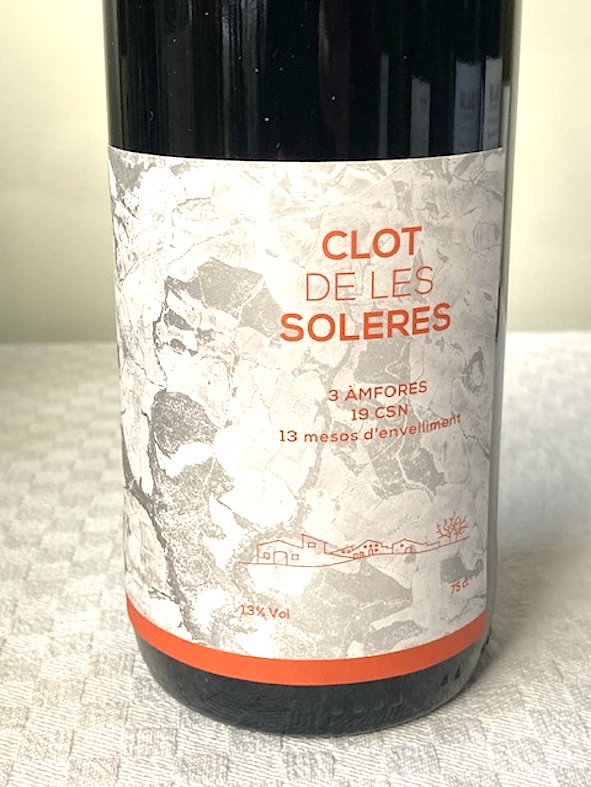 CLOT
DE LES
SOLERES
3 ÀMFORES
19 CSN
13 mesos d'envelliment
13% Vol
75 cl